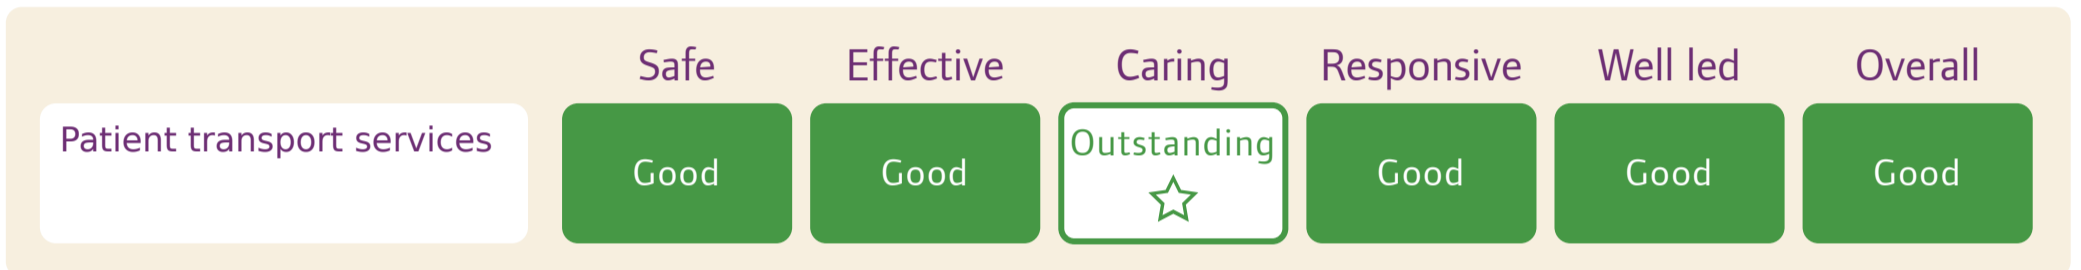 Safe Effective Caring Responsive Well led Overall
Patient transport services Good Good Outstanding Good Good Good